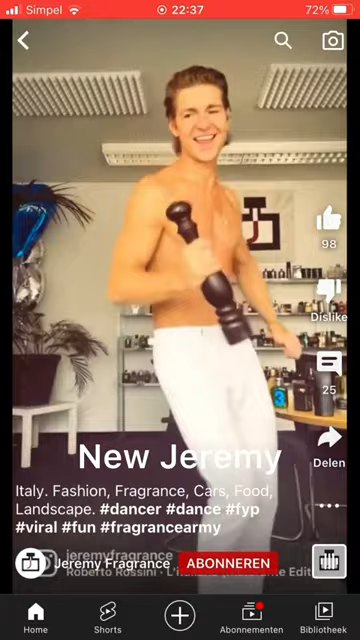 Simpel 22:37 72%
98
Dislike
25
New Jeremy
Delen
Italy. Fashion, Fragrance, Cars, Food,
Landscape. #dancer #dance #fyp
#viral #fun #fragrancearmy
jeremyfragrance
Jeremy Fragrance ABONNEREN
Roberto Rossini - L'
Edit
Home Shorts Abonnementen Bibliotheek